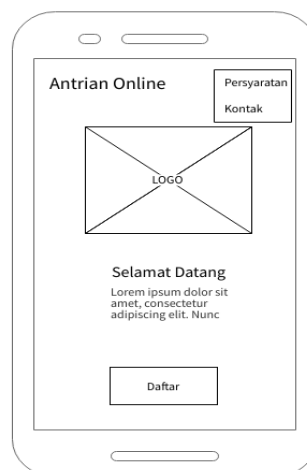 Antrian Online
Persyaratan
Kontak
LOGO
Selamat Datang
Lorem ipsum dolor sit
amet, consectetur
adipiscing elit. Nunc
Daftar